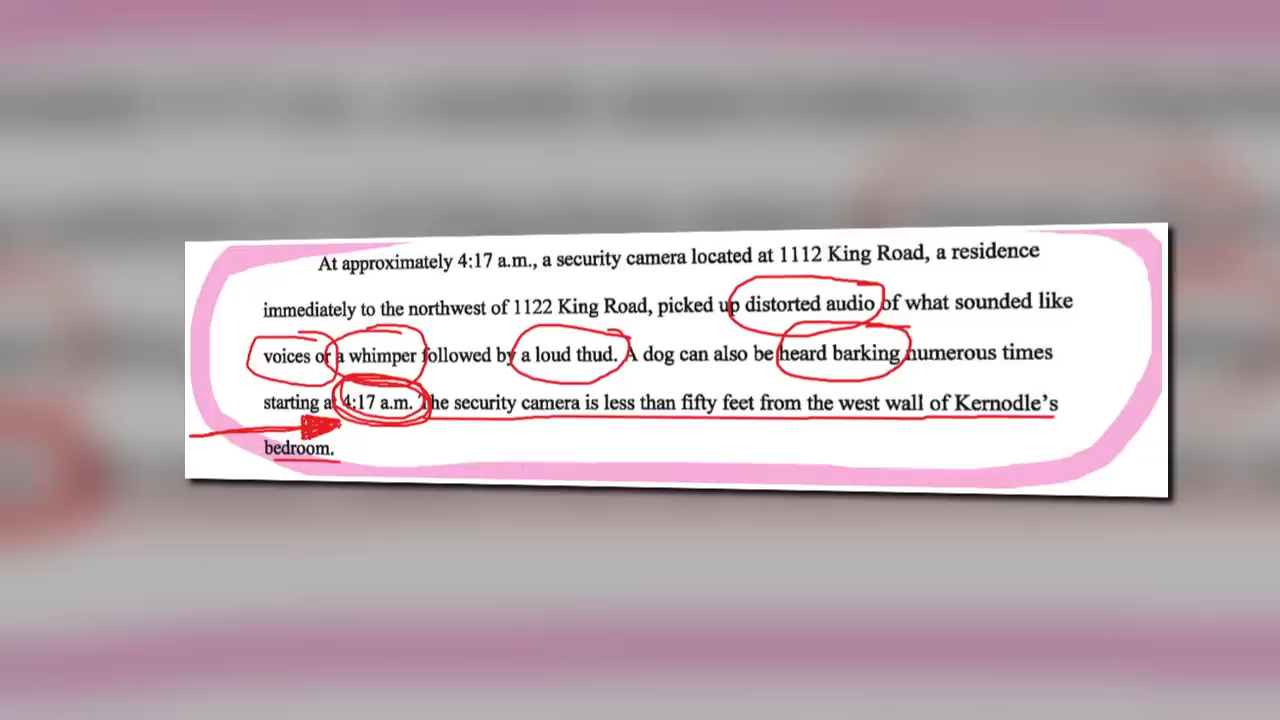 At approximately 4:17 a.m., a security camera located at 1112 King Road, a residence
immediately to the northwest of 1122 King Road, picked up distorted audio of what sounded like
voices or a whimper followed by a loud thud. A dog can also be heard barking numerous times
starting at 4:17 a.m. The security camera is less than fifty feet from the west wall of Kernodle's
bedroom.